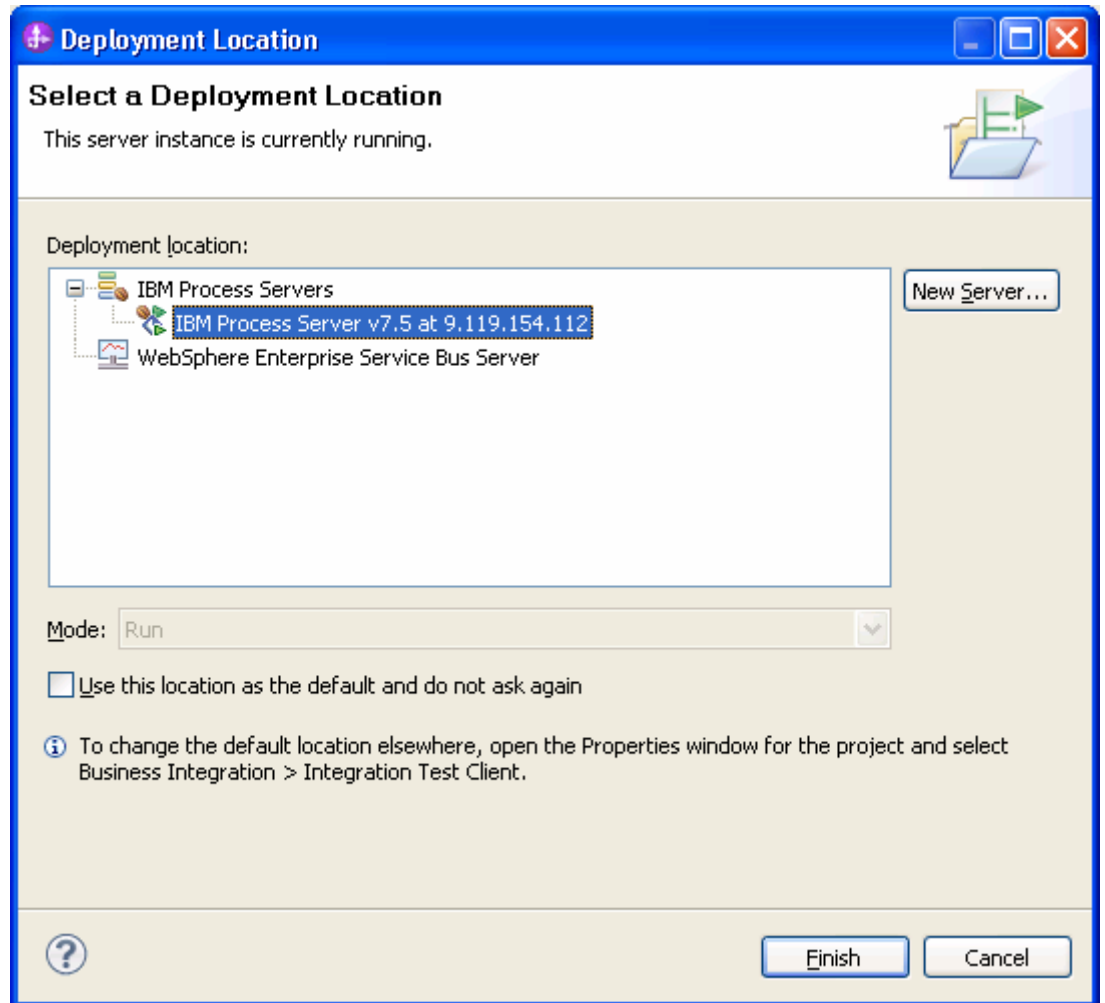 Deployment Location
Select a Deployment Location
This server instance is currently running.
Deployment location:
IBM Process Servers
New Server...
IBM Process Server v7.5 at 9.119.154.112
WebSphere Enterprise Service Bus Server
Mode: Run
Use this location as the default and do not ask again
To change the default location elsewhere, open the Properties window for the project and select
Business Integration > Integration Test Client.
Finish
Cancel